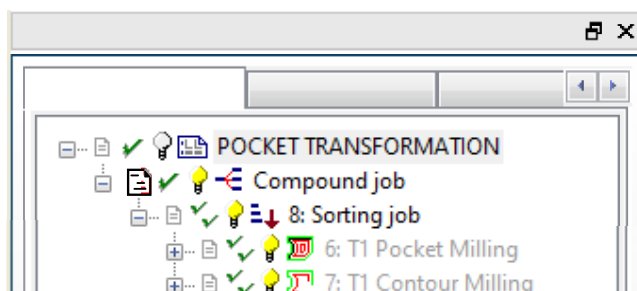 POCKET TRANSFORMATION
Compound job
8: Sorting job
6: T1 Pocket Milling
7: T1 Contour Milling